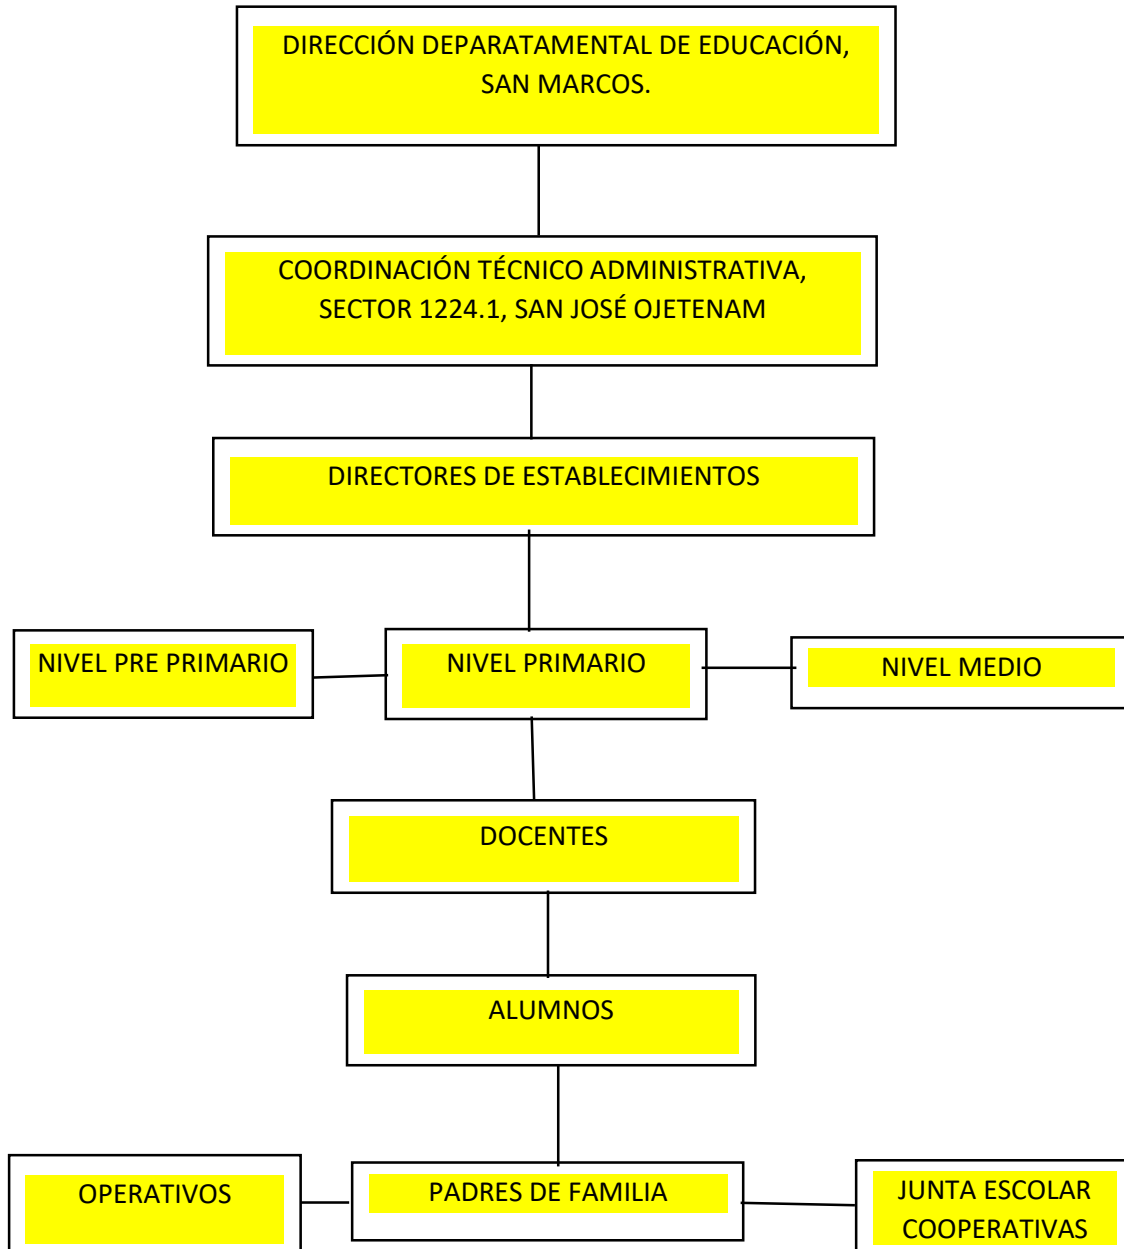 DIRECCIÓN DEPARATAMENTAL DE EDUCACIÓN,
SAN MARCOS.
COORDINACIÓN TÉCNICO ADMINISTRATIVA,
SECTOR 1224.1, SAN JOSÉ OJETENAM
DIRECTORES DE ESTABLECIMIENTOS
NIVEL PRE PRIMARIO
NIVEL PRIMARIO
NIVEL MEDIO
DOCENTES
ALUMNOS
OPERATIVOS
PADRES DE FAMILIA
JUNTA ESCOLAR
COOPERATIVAS